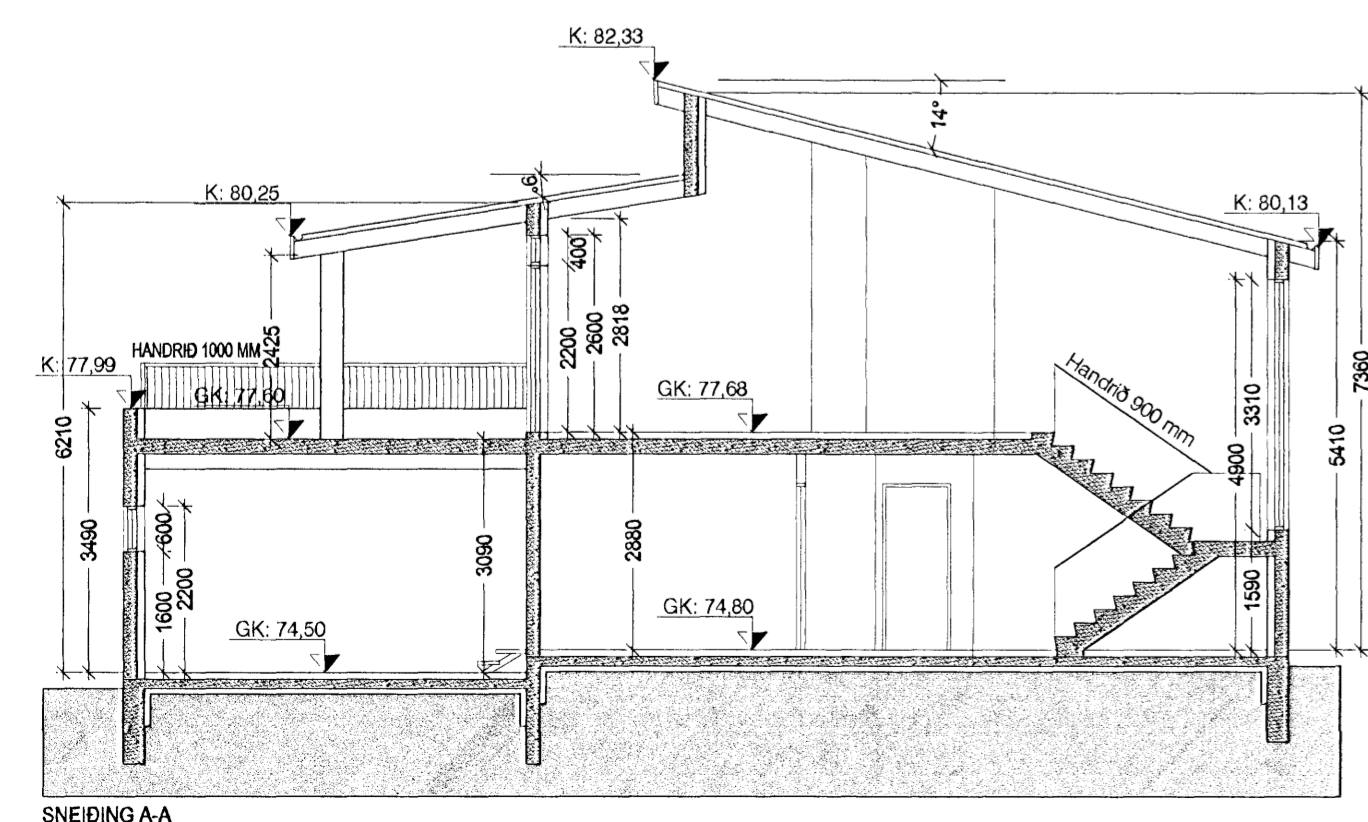 K: 82,33
14°
9°
K: 80,25
K: 80,13
400
2425
2200
2600
2818
HANDRIÐ 1000 MM
K: 77,99
GK: 77,60
GK: 77,68
Handrið 900 mm
7360
6210
3310
4900
5410
3490
600
1600
2200
3090
2880
1590
GK: 74,80
GK: 74,50
SNEIÐING A-A